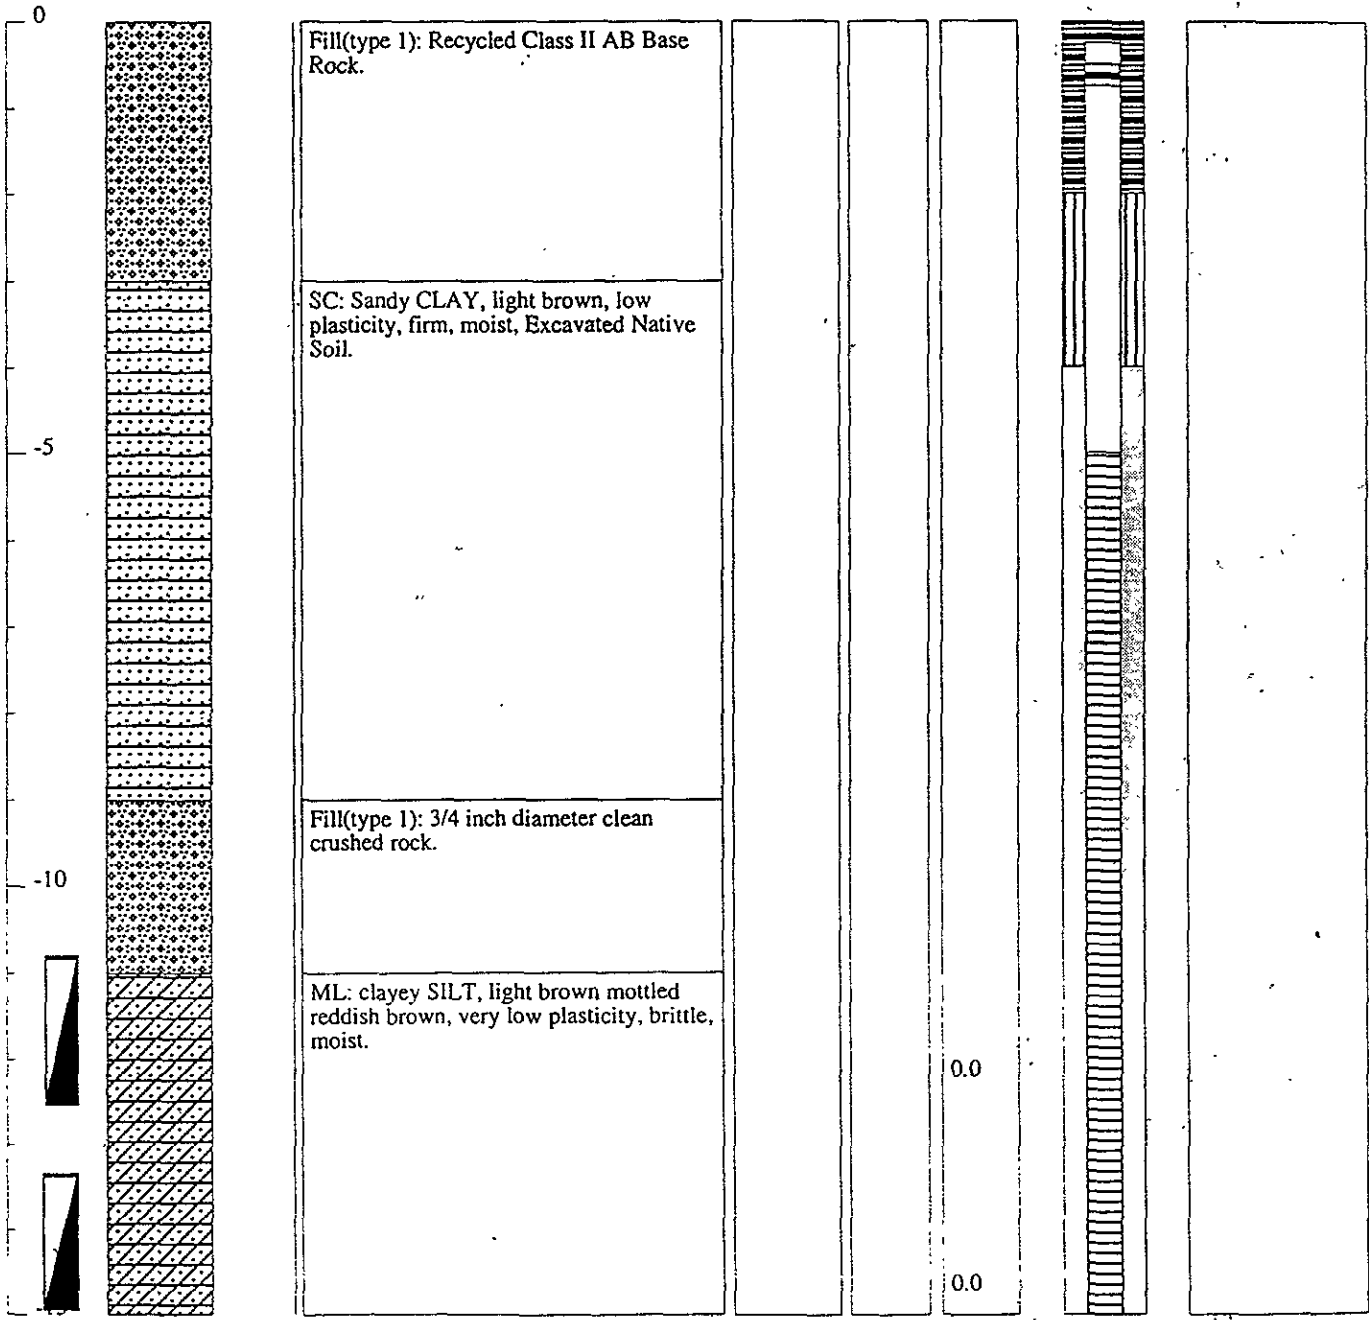 0
Fill(type 1): Recycled Class II AB Base
Rock.
SC: Sandy CLAY, light brown, low
plasticity, firm, moist, Excavated Native
Soil.
-5
Fill(type 1): 3/4 inch diameter clean
crushed rock.
-10
ML: clayey SILT, light brown mottled
reddish brown, very low plasticity, brittle,
moist.
0.0
0.0